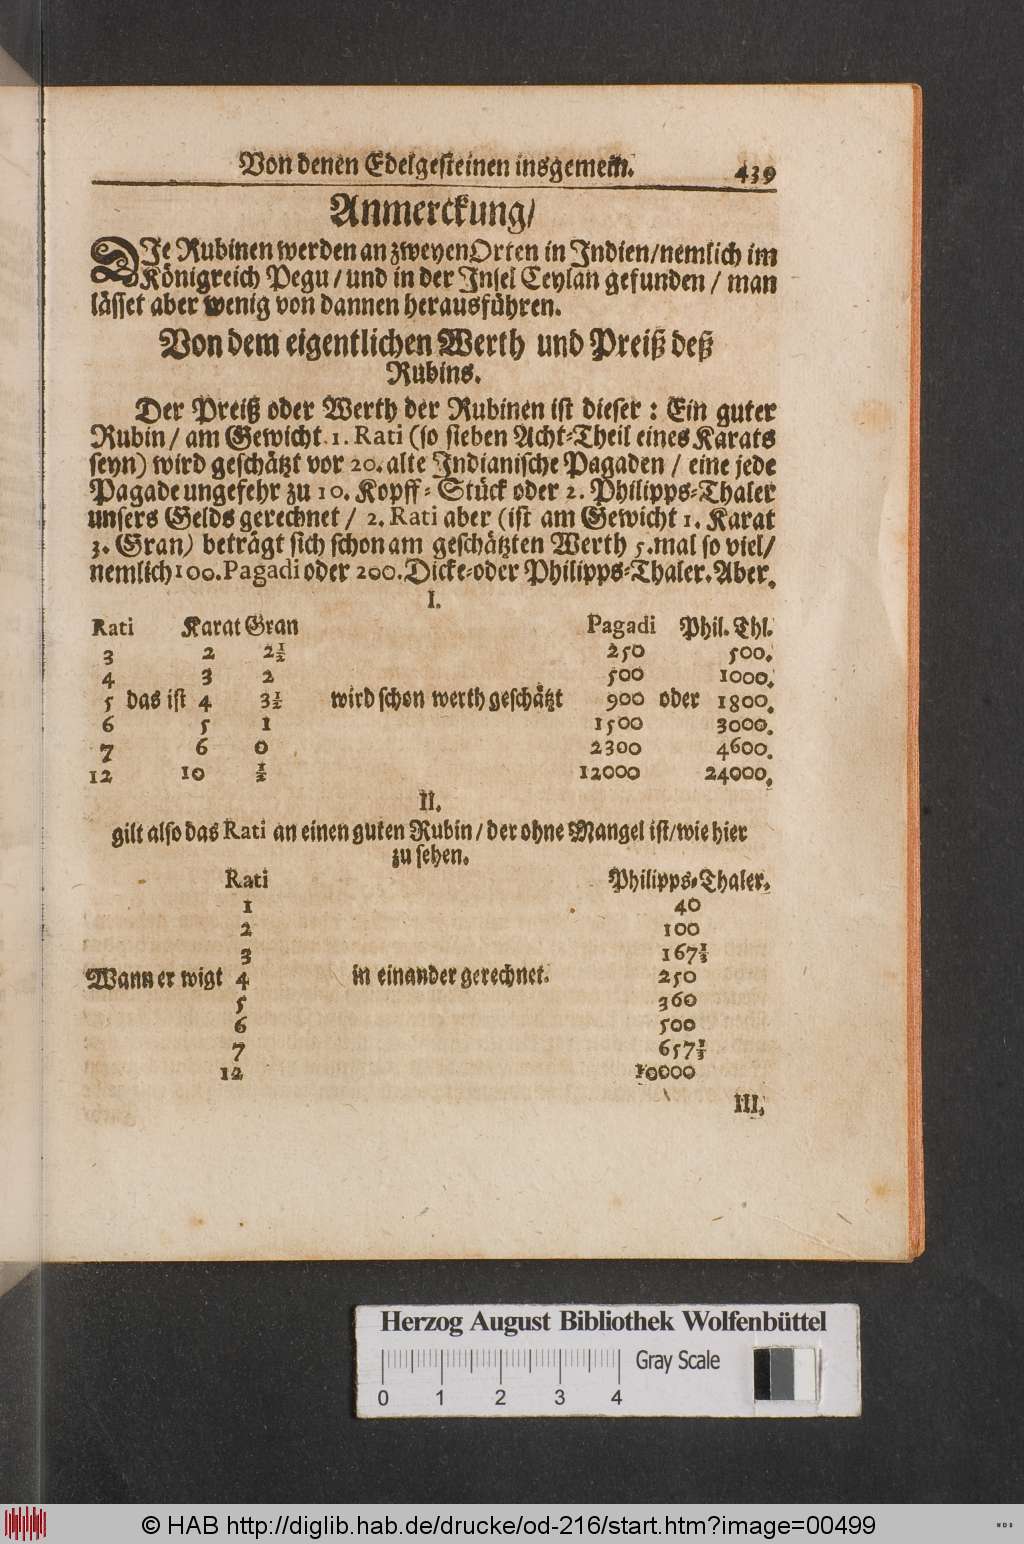 Von denen Edelgesteinen insgemein. 439
Anmerckung/
DJe Rubinen werden an zweyen Orten in Jndien/nemlich im
Königreich Pegu / und in der Jnsel Ceylan gefunden / man
lässet aber wenig von dannen herausführen.
Von dem eigentlichen Werth und Preiß deß
Rubins.
Der Preiß oder Werth der Rubinen ist dieser : Ein guter
Rubin / am Gewicht 1. Rati (so sieben Acht-Theil eines Karats
seyn) wird geschätzt vor 20. alte Jndianische Pagaden / eine jede
Pagade ungefehr zu 10. Kopff-Stück oder 2. Philipps-Thaler
unsers Gelds gerechnet / 2. Rati aber (ist am Gewicht 1. Karat
3. Gran) beträgt sich schon am geschätzten Werth 5.mal so viel/
nemlich 100. Pagadi oder 200. Dicke-oder Philipps-Thaler. Aber.
I.
Rati Karat Gran Pagadi Phil. Thl.
3 2 2½ 250 500.
4 3 2 500 1000.
5 das ist 4 3½ wird schon werth geschätzt 900 oder 1800.
6 5 1 1500 3000.
7 6 0 2300 4600.
12 10 ½ 12000 24000.
II.
gilt also das Rati an einen guten Rubin / der ohne Mangel ist/wie hier
zu sehen.
Rati Philipps-Thaler.
1 40
2 100
3 167⅓
Wann er wigt 4 in einander gerechnet. 250
5 360
6 500
7 657⅓
12 10000
III.
Herzog August Bibliothek Wolfenbüttel
Gray Scale
0 1 2 3 4
© HAB http://diglib.hab.de/drucke/od-216/start.htm?image=00499